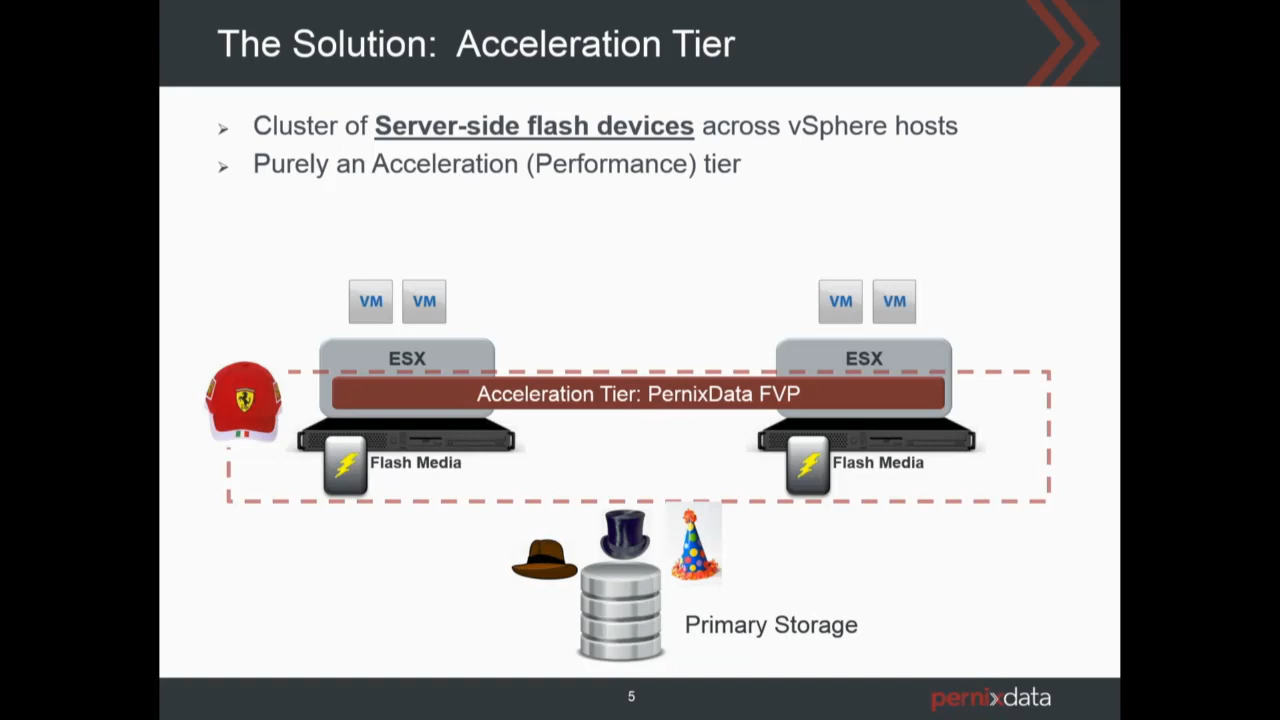 The Solution: Acceleration Tier
Cluster of Server-side flash devices across vSphere hosts
Purely an Acceleration (Performance) tier
VM VM VM VM
ESX ESX
Acceleration Tier: PernixData FVP
Flash Media Flash Media
Primary Storage
5
pernixdata